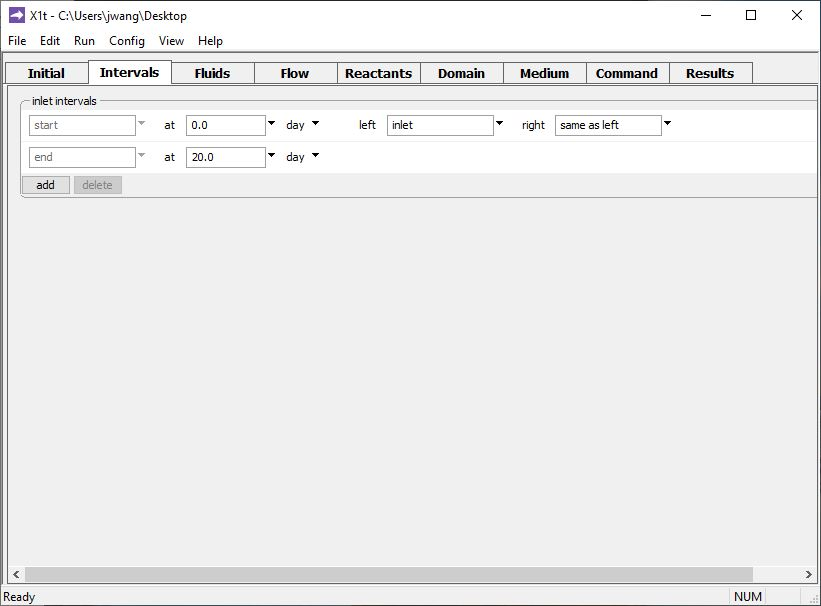 X1t - C:\Users\jwang\Desktop
File Edit Run Config View Help
Initial Intervals Fluids Flow Reactants Domain Medium Command Results
inlet intervals
start at 0.0 day left inlet right same as left
end at 20.0 day
add delete
Ready NUM